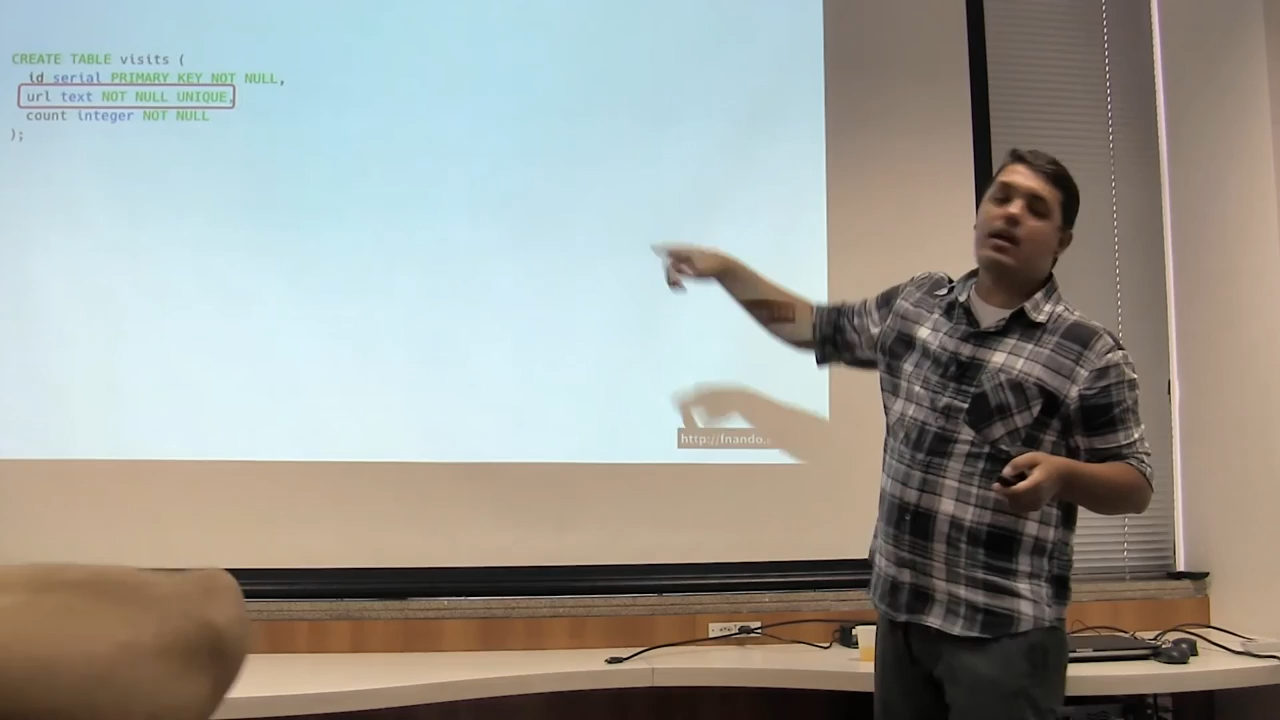 CREATE TABLE visits (
id serial PRIMARY KEY NOT NULL,
url text NOT NULL UNIQUE,
count integer NOT NULL
);
http://fnando.